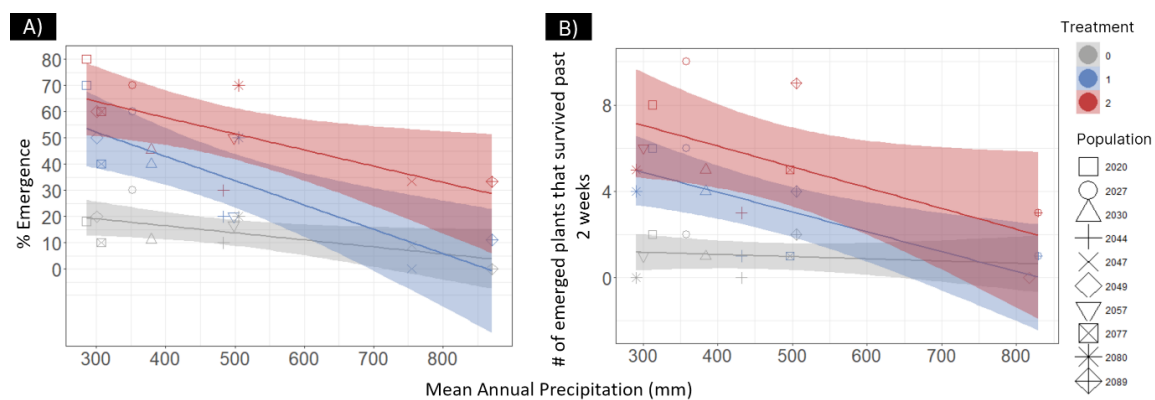 A)
% Emergence
80
70
60
50
40
30
20
10
0
300 400 500 600 700 800
B)
# of emerged plants that survived past
2 weeks
8
4
0
300 400 500 600 700 800
Mean Annual Precipitation (mm)
Treatment
0
1
2
Population
2020
2027
2030
2044
2047
2049
2057
2077
2080
2089